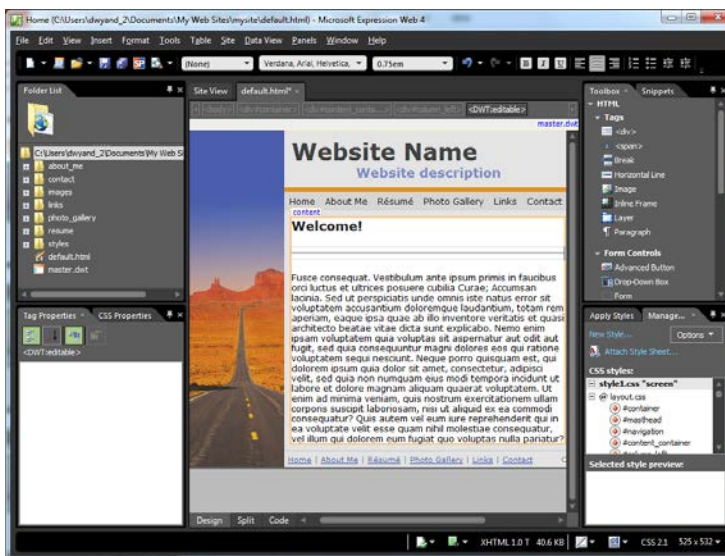 Home (C:\Users\dwyand_2\Documents\My Web Sites\mysite\default.html) - Microsoft Expression Web 4
File Edit View Insert Format Tools Table Site Data View Panels Window Help
(None) Verdana, Arial, Helvetica, 0.75em B I U
Folder List
C:\Users\dwyand_2\Documents\My Web S
about_me
contact
images
links
photo_gallery
resume
styles
default.html
master.dwt
Tag Properties CSS Properties
<DWT:editable>
Site View default.html*
<body> <div#container> <div#content_conta...> <div#column_left> <DWT:editable>
master.dwt
Website Name
Website description
Home About Me Résumé Photo Gallery Links Contact
content
Welcome!
Fusce consequat. Vestibulum ante ipsum primis in faucibus
orci luctus et ultrices posuere cubilia Curae; Accumsan
lacinia. Sed ut perspiciatis unde omnis iste natus error sit
voluptatem accusantium doloremque laudantium, totam rem
aperiam, eaque ipsa quae ab illo inventore veritatis et quasi
architecto beatae vitae dicta sunt explicabo. Nemo enim
ipsam voluptatem quia voluptas sit aspernatur aut odit aut
fugit, sed quia consequuntur magni dolores eos qui ratione
voluptatem sequi nesciunt. Neque porro quisquam est, qui
dolorem ipsum quia dolor sit amet, consectetur, adipisci
velit, sed quia non numquam eius modi tempora incidunt ut
labore et dolore magnam aliquam quaerat voluptatem. Ut
enim ad minima veniam, quis nostrum exercitationem ullam
corporis suscipit laboriosam, nisi ut aliquid ex ea commodi
consequatur? Quis autem vel eum iure reprehenderit qui in
ea voluptate velit esse quam nihil molestiae consequatur,
vel illum qui dolorem eum fugiat quo voluptas nulla pariatur?
Home | About Me | Résumé | Photo Gallery | Links | Contact
Design Split Code
Toolbox Snippets
HTML
Tags
<div>
<span>
Break
Horizontal Line
Image
Inline Frame
Layer
Paragraph
Form Controls
Advanced Button
Drop-Down Box
Form
Apply Styles Manage...
New Style... Options
Attach Style Sheet...
CSS styles:
style1.css "screen"
@ layout.css
#container
#masthead
#navigation
#content_container
#column_left
Selected style preview:
XHTML 1.0 T 40.6 KB CSS 2.1 525 x 532